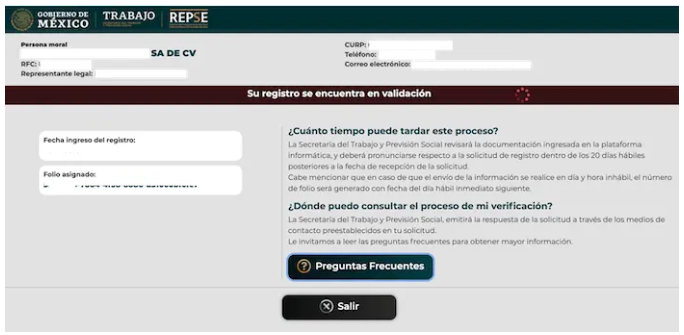 GOBIERNO DE MÉXICO
TRABAJO
REPSE
Persona moral
SA DE CV
RFC:
Representante legal:
CURP:
Teléfono:
Correo electrónico:
Su registro se encuentra en validación
Fecha ingreso del registro:
Folio asignado:
¿Cuánto tiempo puede tardar este proceso?
La Secretaría del Trabajo y Previsión Social revisará la documentación ingresada en la plataforma
informática, y deberá pronunciarse respecto a la solicitud de registro dentro de los 20 días hábiles
posteriores a la fecha de recepción de la solicitud.
Cabe mencionar que en caso de que el envío de la información se realice en día y hora inhábil, el número
de folio será generado con fecha del día hábil inmediato siguiente.
¿Dónde puedo consultar el proceso de mi verificación?
La Secretaría del Trabajo y Previsión Social, emitirá la respuesta de la solicitud a través de los medios de
contacto preestablecidos en tu solicitud.
Le invitamos a leer las preguntas frecuentes para obtener mayor información.
Preguntas Frecuentes
Salir